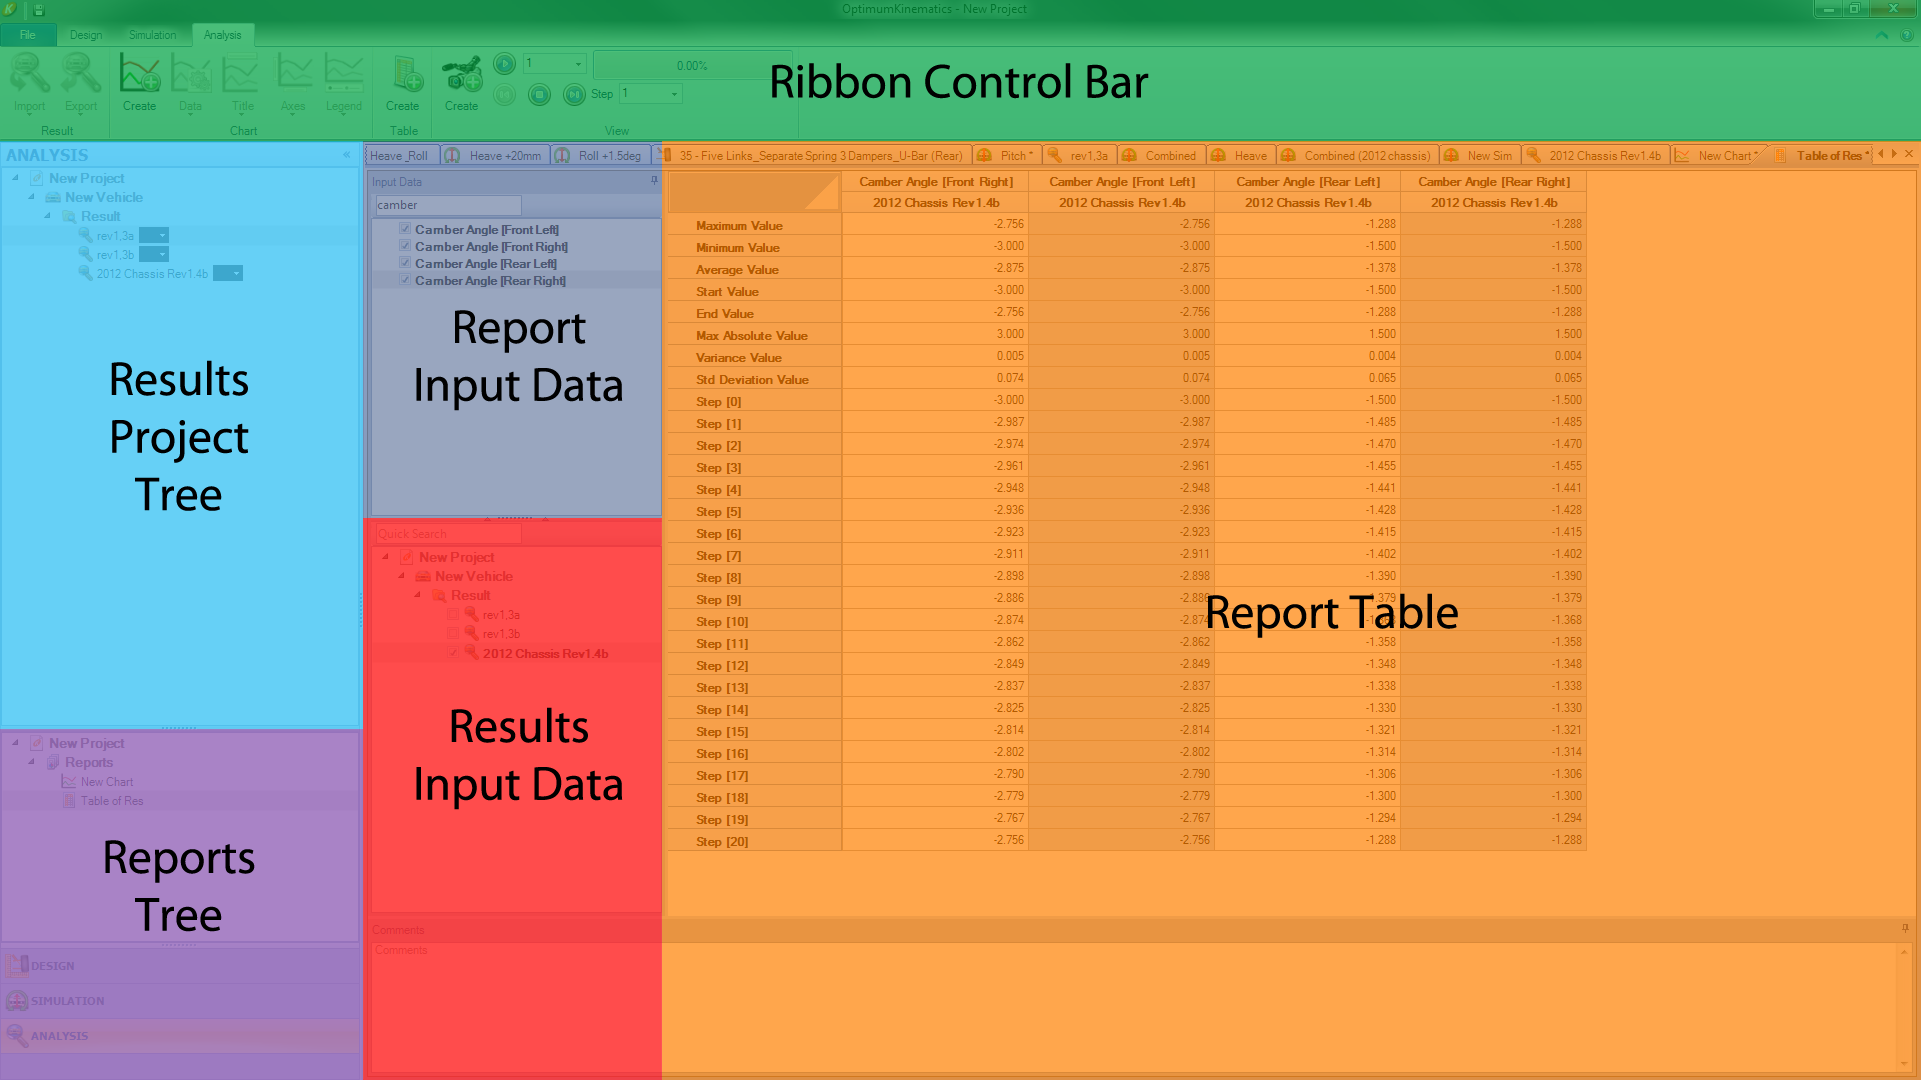 OptimumKinematics - New Project
File Design Simulation Analysis
Import Export Create Data Title Axes Legend Create Create 1 0.00% Step 1
Result Chart Table View
Ribbon Control Bar
ANALYSIS
New Project
New Vehicle
Result
rev1,3a
rev1,3b
2012 Chassis Rev1.4b
Results
Project
Tree
New Project
Reports
New Chart
Table of Res
Reports
Tree
DESIGN
SIMULATION
ANALYSIS
Heave _Roll Heave +20mm Roll +1.5deg 35 - Five Links_Separate Spring 3 Dampers_U-Bar (Rear) Pitch * rev1,3a Combined Heave Combined (2012 chassis) New Sim 2012 Chassis Rev1.4b New Chart * Table of Res *
Input Data
camber
Camber Angle [Front Left]
Camber Angle [Front Right]
Camber Angle [Rear Left]
Camber Angle [Rear Right]
Report
Input Data
Quick Search
New Project
New Vehicle
Result
rev1,3a
rev1,3b
2012 Chassis Rev1.4b
Results
Input Data
Camber Angle [Front Right] Camber Angle [Front Left] Camber Angle [Rear Left] Camber Angle [Rear Right]
2012 Chassis Rev1.4b 2012 Chassis Rev1.4b 2012 Chassis Rev1.4b 2012 Chassis Rev1.4b
Maximum Value -2.756 -2.756 -1.288 -1.288
Minimum Value -3.000 -3.000 -1.500 -1.500
Average Value -2.875 -2.875 -1.378 -1.378
Start Value -3.000 -3.000 -1.500 -1.500
End Value -2.756 -2.756 -1.288 -1.288
Max Absolute Value 3.000 3.000 1.500 1.500
Variance Value 0.005 0.005 0.004 0.004
Std Deviation Value 0.074 0.074 0.065 0.065
Step [0] -3.000 -3.000 -1.500 -1.500
Step [1] -2.987 -2.987 -1.485 -1.485
Step [2] -2.974 -2.974 -1.470 -1.470
Step [3] -2.961 -2.961 -1.455 -1.455
Step [4] -2.948 -2.948 -1.441 -1.441
Step [5] -2.936 -2.936 -1.428 -1.428
Step [6] -2.923 -2.923 -1.415 -1.415
Step [7] -2.911 -2.911 -1.402 -1.402
Step [8] -2.898 -2.898 -1.390 -1.390
Step [9] -2.886 -2.886 -1.379 -1.379
Report Table
Step [10] -2.874 -2.874 -1.368 -1.368
Step [11] -2.862 -2.862 -1.358 -1.358
Step [12] -2.849 -2.849 -1.348 -1.348
Step [13] -2.837 -2.837 -1.338 -1.338
Step [14] -2.825 -2.825 -1.330 -1.330
Step [15] -2.814 -2.814 -1.321 -1.321
Step [16] -2.802 -2.802 -1.314 -1.314
Step [17] -2.790 -2.790 -1.306 -1.306
Step [18] -2.779 -2.779 -1.300 -1.300
Step [19] -2.767 -2.767 -1.294 -1.294
Step [20] -2.756 -2.756 -1.288 -1.288
Comments
Comments